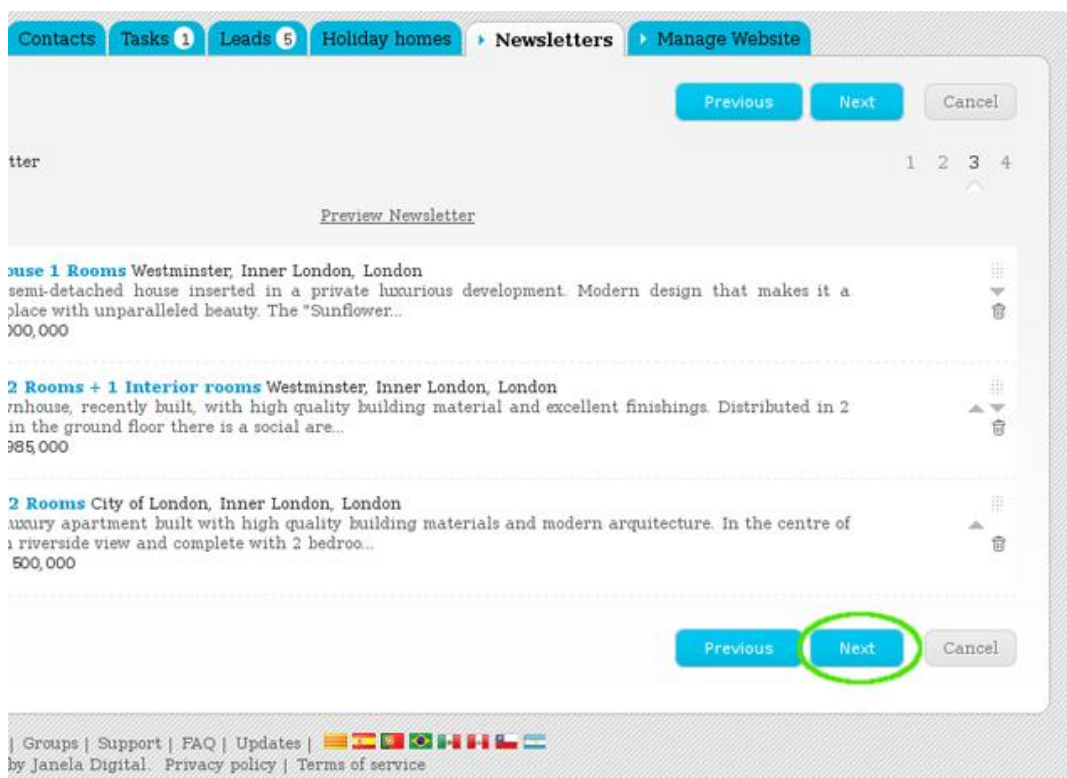 Contacts Tasks 1 Leads 5 Holiday homes Newsletters Manage Website
Previous Next Cancel
tter
1 2 3 4
Preview Newsletter
ouse 1 Rooms Westminster, Inner London, London
semi-detached house inserted in a private luxurious development. Modern design that makes it a
place with unparalleled beauty. The "Sunflower...
000,000
2 Rooms + 1 Interior rooms Westminster, Inner London, London
wnhouse, recently built, with high quality building material and excellent finishings. Distributed in 2
in the ground floor there is a social are...
985,000
2 Rooms City of London, Inner London, London
luxury apartment built with high quality building materials and modern arquitecture. In the centre of
riverside view and complete with 2 bedroo...
500,000
Previous Next Cancel
| Groups | Support | FAQ | Updates |
by Janela Digital. Privacy policy | Terms of service